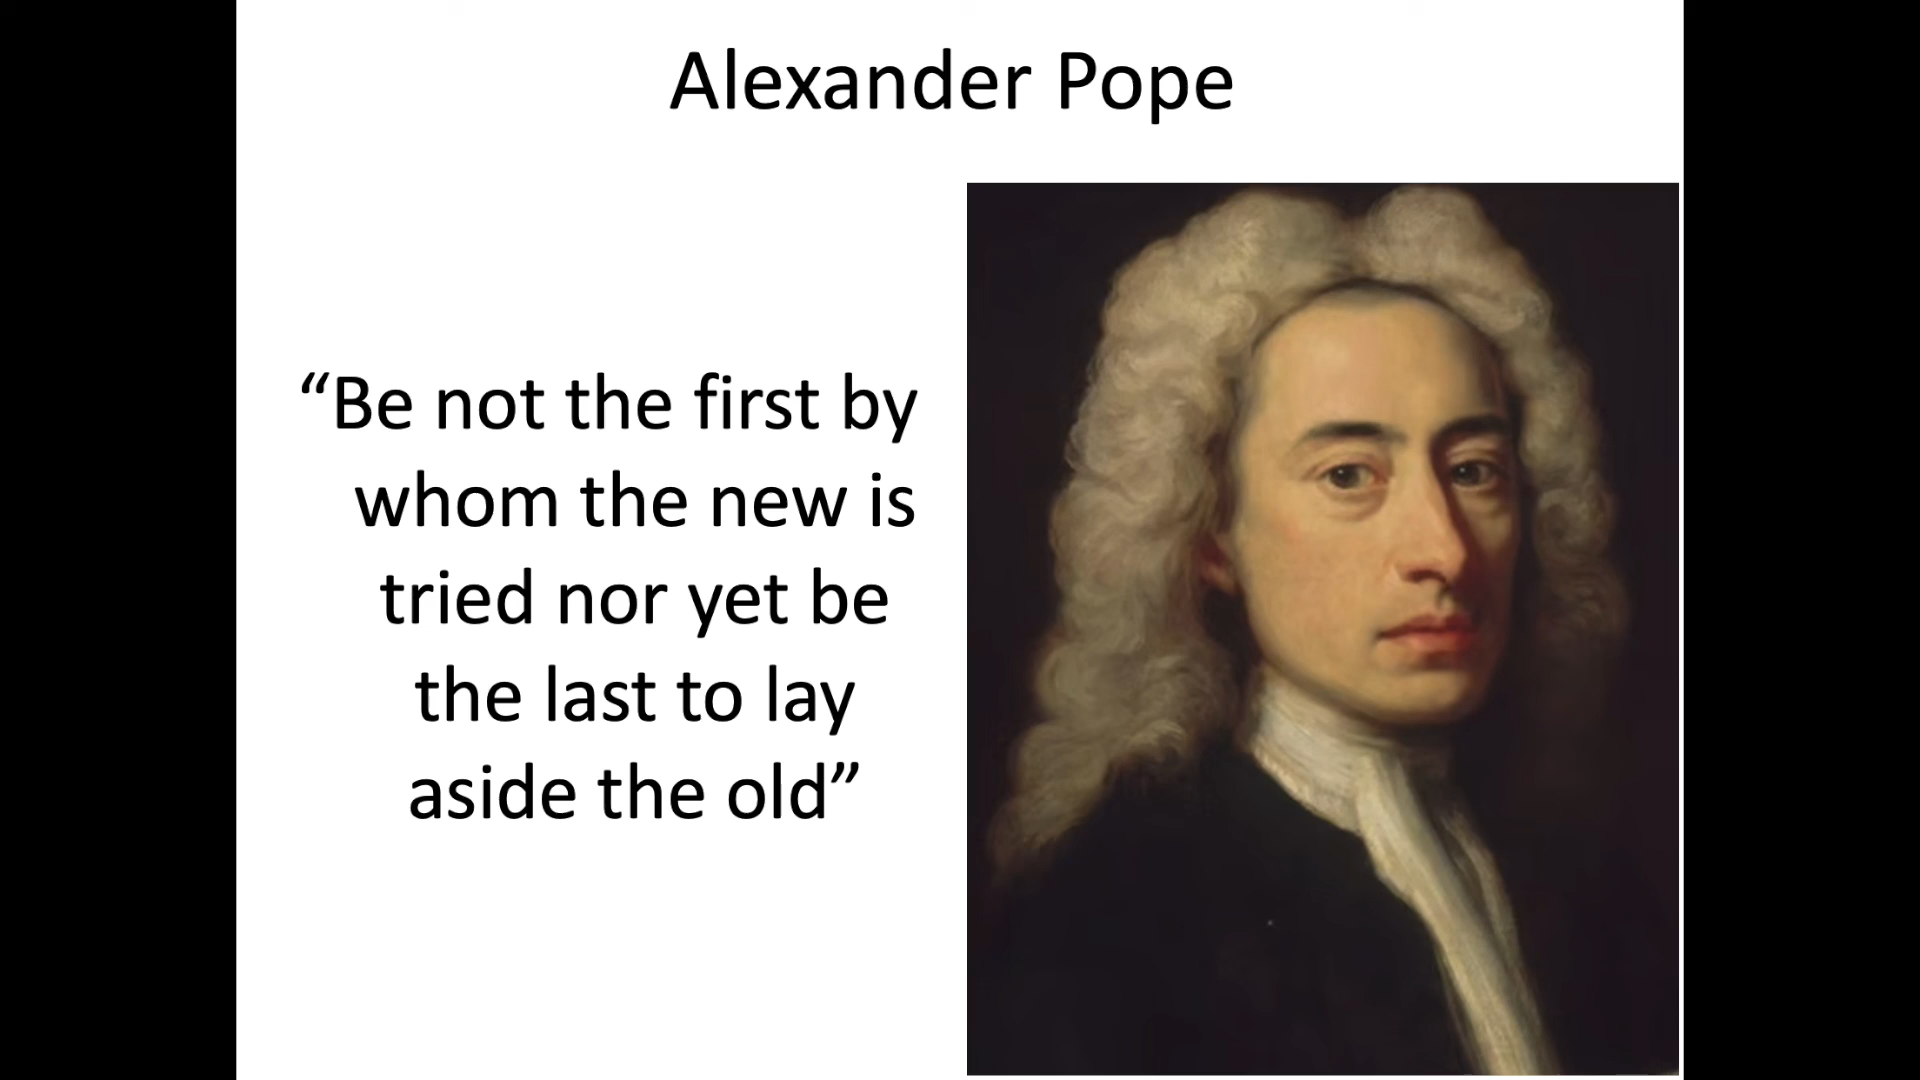 Alexander Pope
“Be not the first by
whom the new is
tried nor yet be
the last to lay
aside the old”